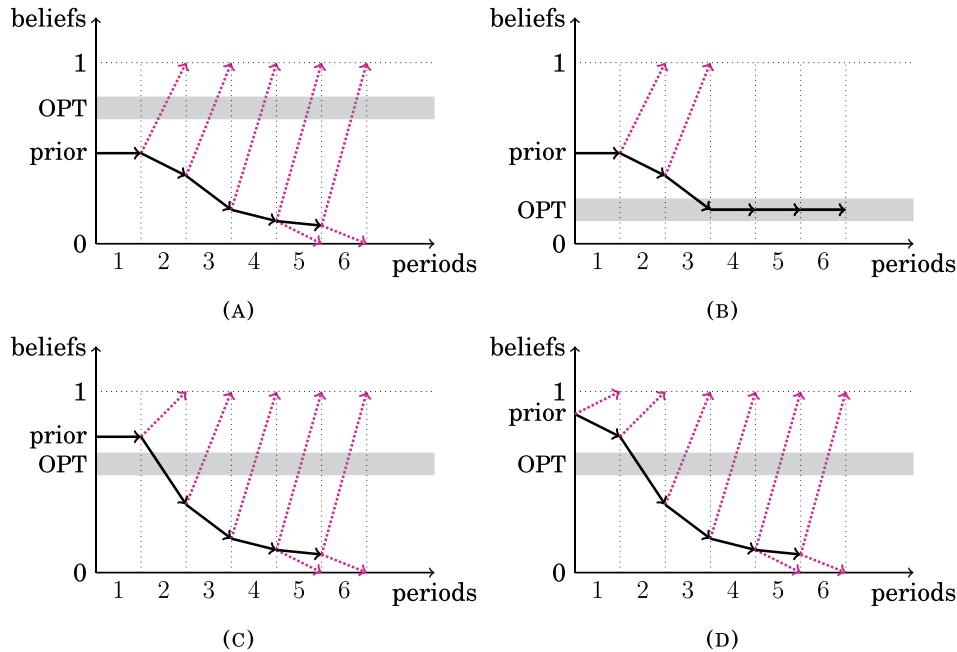 beliefs
1
OPT
prior
0
1 2 3 4 5 6
periods
(A)
beliefs
1
prior
OPT
0
1 2 3 4 5 6
periods
(B)
beliefs
1
prior
OPT
0
1 2 3 4 5 6
periods
(C)
beliefs
1
prior
OPT
0
1 2 3 4 5 6
periods
(D)